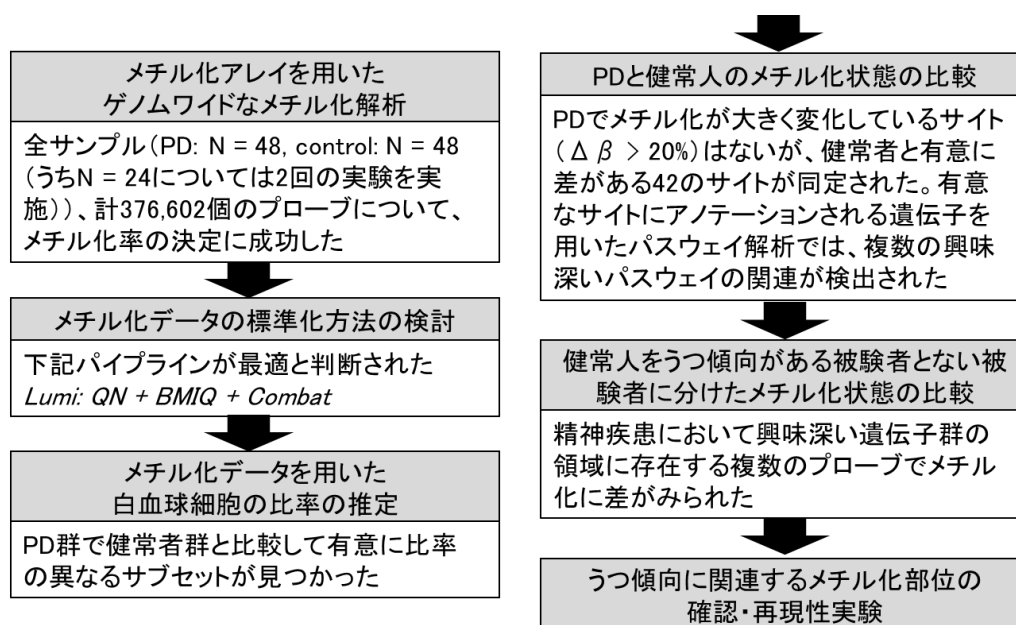 メチル化アレイを用いた
ゲノムワイドなメチル化解析
全サンプル(PD: N = 48, control: N = 48
(うちN = 24については2回の実験を実
施))、計376,602個のプローブについて、
メチル化率の決定に成功した
メチル化データの標準化方法の検討
下記パイプラインが最適と判断された
Lumi: QN + BMIQ + Combat
メチル化データを用いた
白血球細胞の比率の推定
PD群で健常者群と比較して有意に比率
の異なるサブセットが見つかった
PDと健常人のメチル化状態の比較
PDでメチル化が大きく変化しているサイト
(Δβ > 20%)はないが、健常者と有意に
差がある42のサイトが同定された。有意
なサイトにアノテーションされる遺伝子を
用いたパスウェイ解析では、複数の興味
深いパスウェイの関連が検出された
健常人をうつ傾向がある被験者とない被
験者に分けたメチル化状態の比較
精神疾患において興味深い遺伝子群の
領域に存在する複数のプローブでメチル
化に差がみられた
うつ傾向に関連するメチル化部位の
確認・再現性実験